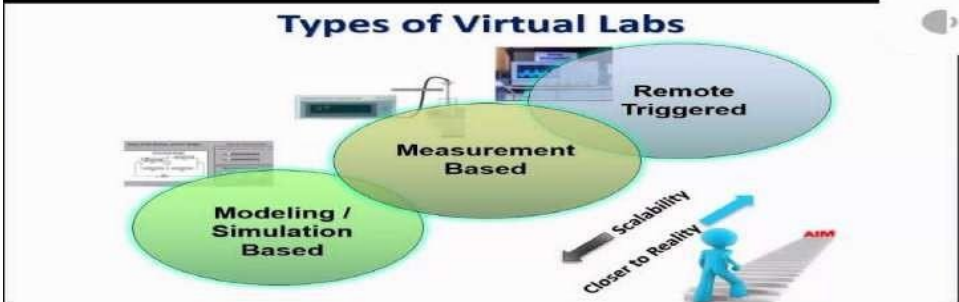 Types of Virtual Labs
Remote
Triggered
Measurement
Based
Modeling /
Simulation
Based
Scalability
Closer to Reality
AIM